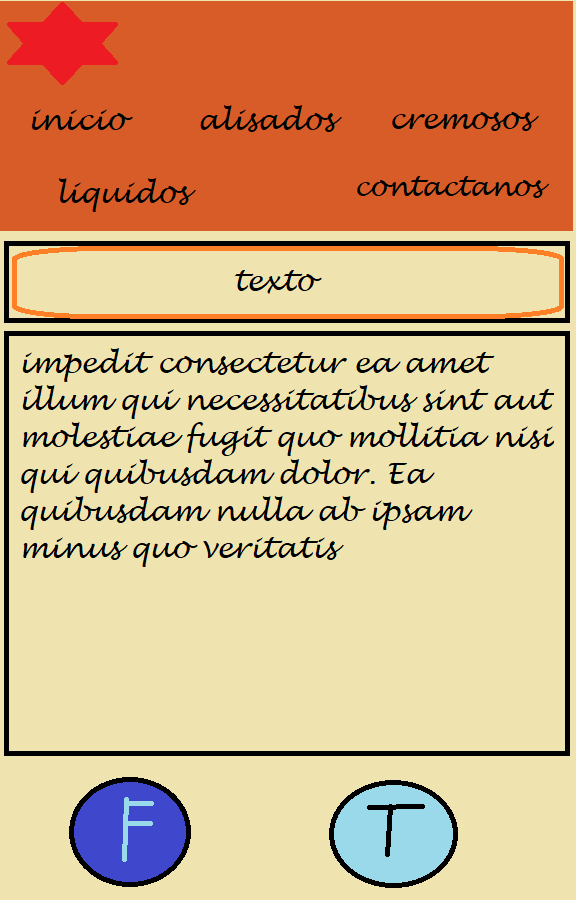 inicio alisados cremosos
liquidos contactanos
texto
impedit consectetur ea amet
illum qui necessitatibus sint aut
molestiae fugit quo mollitia nisi
qui quibusdam dolor. Ea
quibusdam nulla ab ipsam
minus quo veritatis
F T